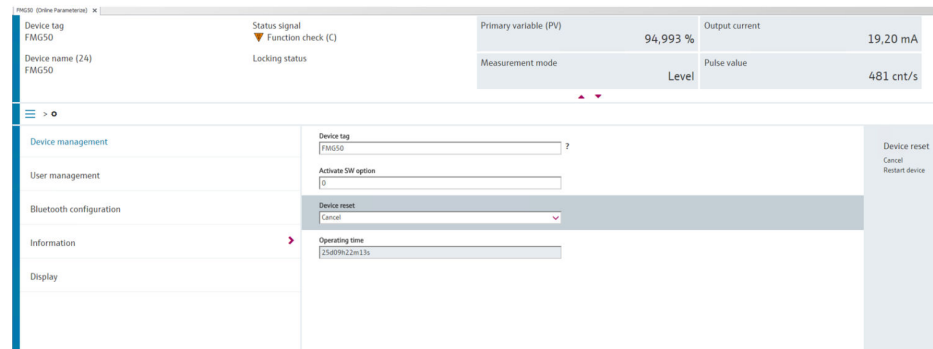 FMG50 (Online Parameterize)
Device tag
FMG50
Status signal
Function check (C)
Primary variable (PV)
94,993 %
Output current
19,20 mA
Device name (24)
FMG50
Locking status
Measurement mode
Level
Pulse value
481 cnt/s
>
Device management
User management
Bluetooth configuration
Information
Display
Device tag
FMG50
?
Activate SW option
0
Device reset
Cancel
Operating time
25d09h22m13s
Device reset
Cancel
Restart device